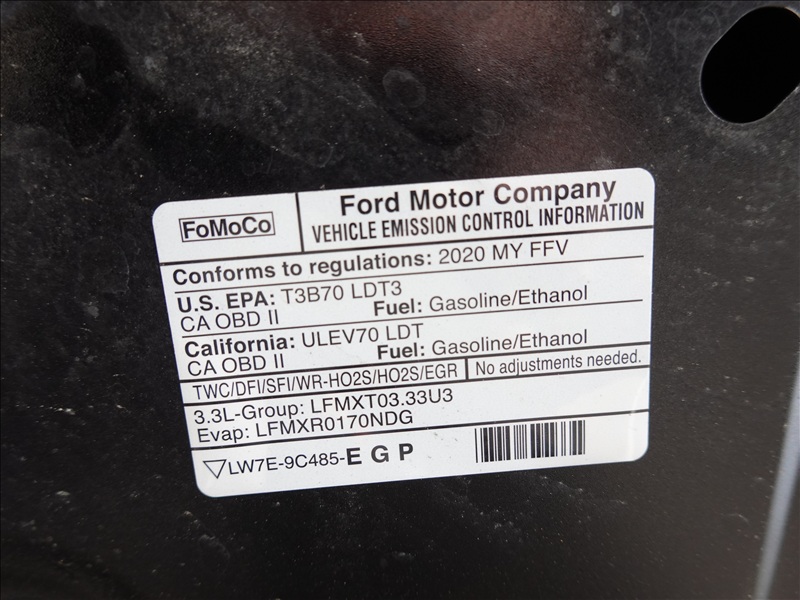 FoMoCo
Ford Motor Company
VEHICLE EMISSION CONTROL INFORMATION
Conforms to regulations: 2020 MY FFV
U.S. EPA: T3B70 LDT3
CA OBD II Fuel: Gasoline/Ethanol
California: ULEV70 LDT
CA OBD II Fuel: Gasoline/Ethanol
TWC/DFI/SFI/WR-HO2S/HO2S/EGR No adjustments needed.
3.3L-Group: LFMXT03.33U3
Evap: LFMXR0170NDG
LW7E-9C485-E G P